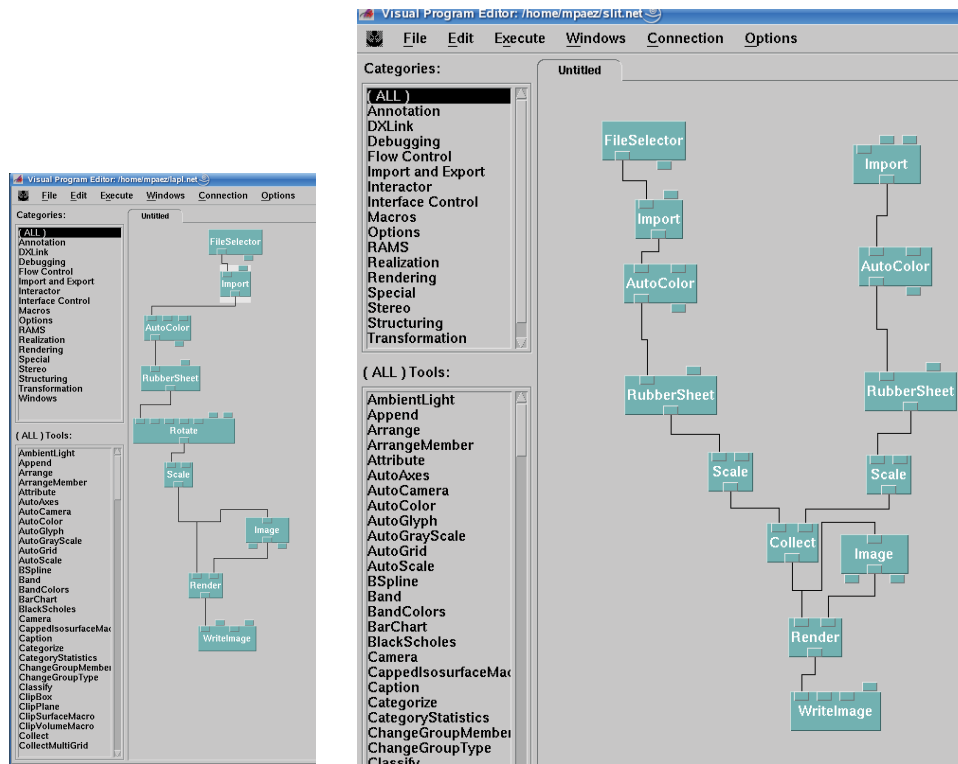 Visual Program Editor: /home/mpaez/lapl.net
File Edit Execute Windows Connection Options
Categories:
Untitled
( ALL )
Annotation
DXLink
Debugging
Flow Control
Import and Export
Interactor
Interface Control
Macros
Options
RAMS
Realization
Rendering
Special
Stereo
Structuring
Transformation
Windows
( ALL ) Tools:
AmbientLight
Append
Arrange
ArrangeMember
Attribute
AutoAxes
AutoCamera
AutoColor
AutoGlyph
AutoGrayScale
AutoGrid
AutoScale
BSpline
Band
BandColors
BarChart
BlackScholes
Camera
CappedIsosurfaceMac
Caption
Categorize
CategoryStatistics
ChangeGroupMember
ChangeGroupType
Classify
ClipBox
ClipPlane
ClipSurfaceMacro
ClipVolumeMacro
Collect
CollectMultiGrid
FileSelector
Import
AutoColor
RubberSheet
Rotate
Scale
Image
Render
WriteImage
Visual Program Editor: /home/mpaez/slit.net
File Edit Execute Windows Connection Options
Categories:
Untitled
( ALL )
Annotation
DXLink
Debugging
Flow Control
Import and Export
Interactor
Interface Control
Macros
Options
RAMS
Realization
Rendering
Special
Stereo
Structuring
Transformation
( ALL ) Tools:
AmbientLight
Append
Arrange
ArrangeMember
Attribute
AutoAxes
AutoCamera
AutoColor
AutoGlyph
AutoGrayScale
AutoGrid
AutoScale
BSpline
Band
BandColors
BarChart
BlackScholes
Camera
CappedIsosurfaceMac
Caption
Categorize
CategoryStatistics
ChangeGroupMember
ChangeGroupType
Classify
FileSelector
Import
Import
AutoColor
AutoColor
RubberSheet
RubberSheet
Scale
Scale
Collect
Image
Render
WriteImage